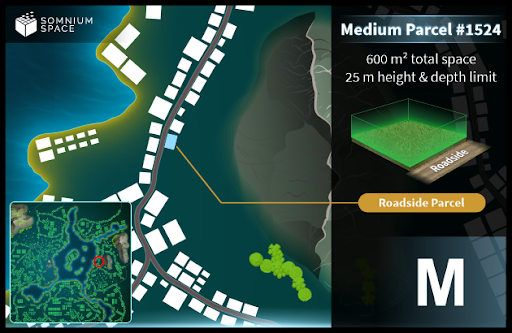 SOMNIUM
SPACE
Medium Parcel #1524
600 m² total space
25 m height & depth limit
Roadside
Roadside Parcel
M